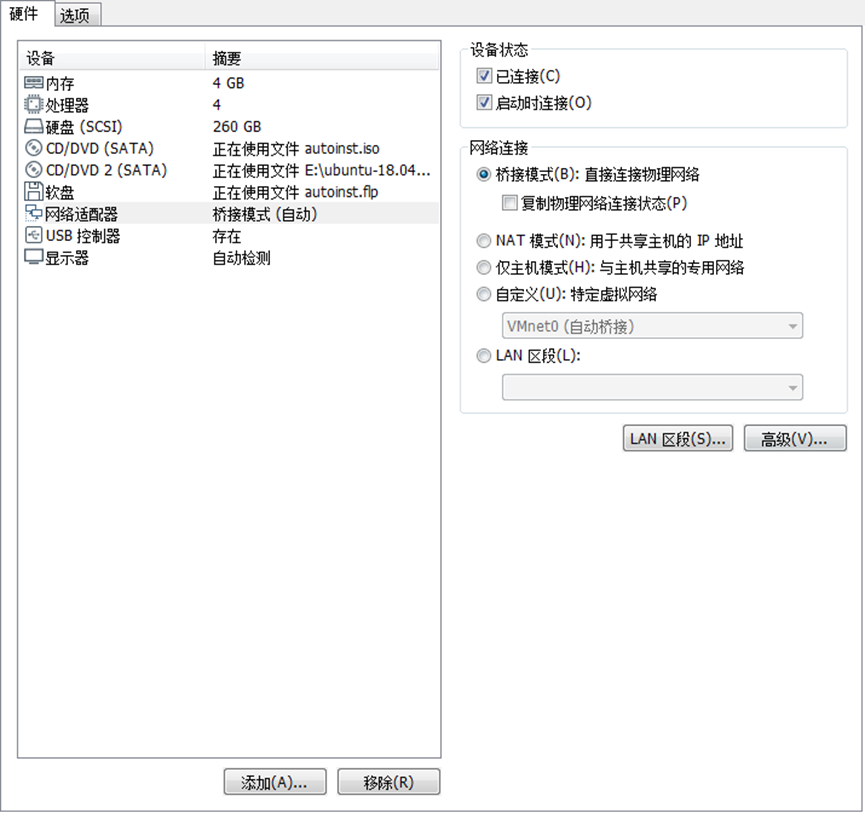 硬件 选项
设备 摘要
内存 4 GB
处理器 4
硬盘 (SCSI) 260 GB
CD/DVD (SATA) 正在使用文件 autoinst.iso
CD/DVD 2 (SATA) 正在使用文件 E:\ubuntu-18.04...
软盘 正在使用文件 autoinst.flp
网络适配器 桥接模式 (自动)
USB 控制器 存在
显示器 自动检测
添加(A)... 移除(R)
设备状态
已连接(C)
启动时连接(O)
网络连接
桥接模式(B): 直接连接物理网络
复制物理网络连接状态(P)
NAT 模式(N): 用于共享主机的 IP 地址
仅主机模式(H): 与主机共享的专用网络
自定义(U): 特定虚拟网络
VMnet0 (自动桥接)
LAN 区段(L):
LAN 区段(S)... 高级(V)...